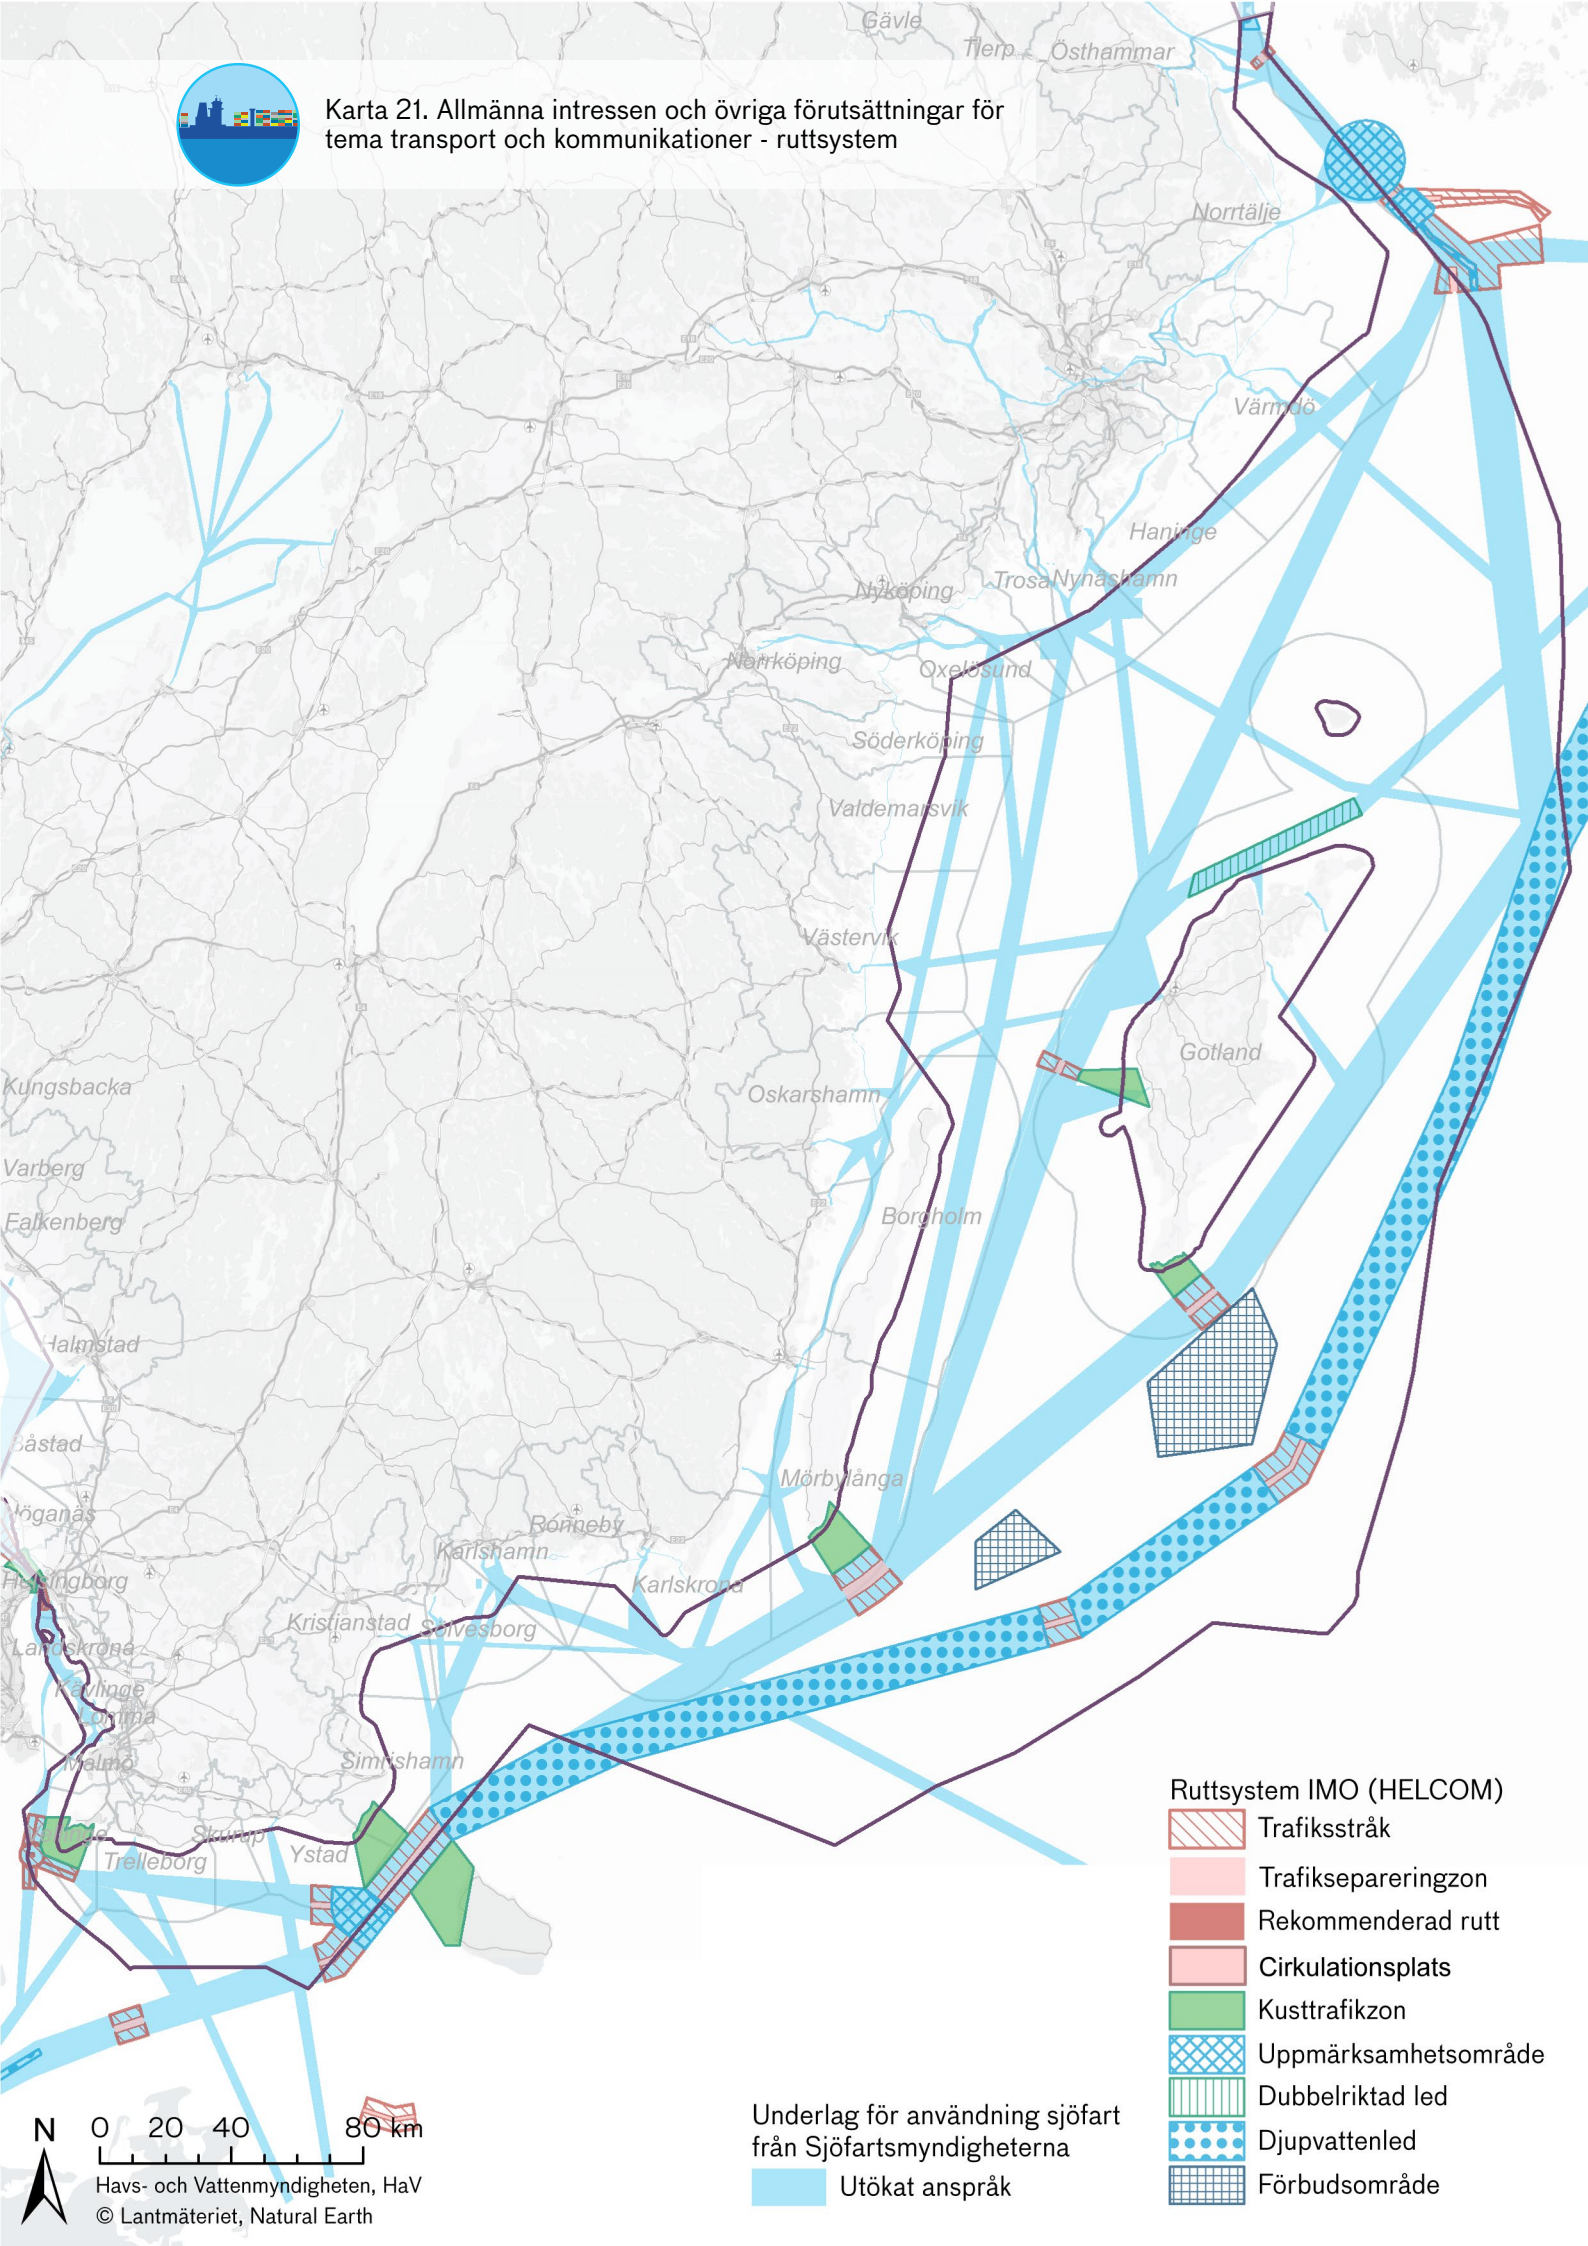 Gävle
Tierp
Östhammar
Karta 21. Allmänna intressen och övriga förutsättningar för
tema transport och kommunikationer - ruttsystem
Norrtälje
Värmdö
Haninge
Nyköping
Trosa
Nynäshamn
Norrköping
Oxelösund
Söderköping
Valdemarsvik
Västervik
Gotland
Kungsbacka
Oskarshamn
Varberg
Falkenberg
Borgholm
Halmstad
Båstad
Mörbylånga
Ronneby
Karlshamn
Helsingborg
Karlskrona
Kristianstad
Sölvesborg
Landskrona
Kävlinge
Lomma
Malmö
Simrishamn
Skurup
Ystad
Trelleborg
Ruttsystem IMO (HELCOM)
Trafiksstråk
Trafiksepareringzon
Rekommenderad rutt
Cirkulationsplats
Kusttrafikzon
Uppmärksamhetsområde
Dubbelriktad led
Djupvattenled
Förbudsområde
Underlag för användning sjöfart
från Sjöfartsmyndigheterna
Utökat anspråk
N
0 20 40 80 km
Havs- och Vattenmyndigheten, HaV
© Lantmäteriet, Natural Earth